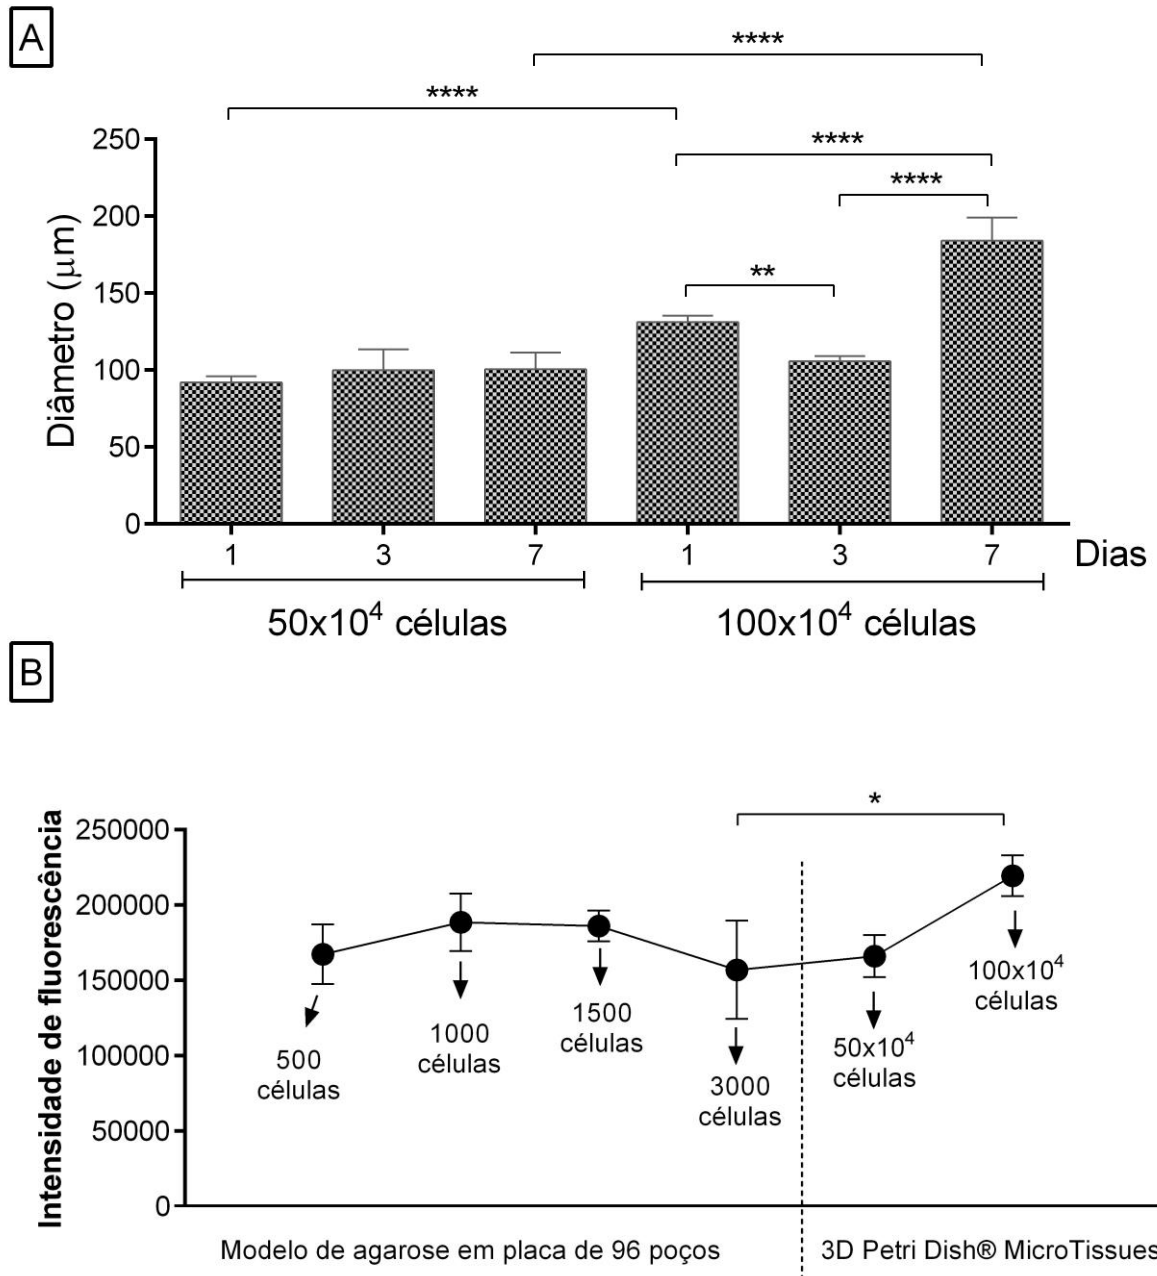 A
****
****
****
****
**
Diâmetro (μm)
250
200
150
100
50
0
1 3 7 1 3 7 Dias
50x10⁴ células
100x10⁴ células
B
*
Intensidade de fluorescência
250000
200000
150000
100000
50000
0
500
células
1000
células
1500
células
3000
células
50x10⁴
células
100x10⁴
células
Modelo de agarose em placa de 96 poços
3D Petri Dish® MicroTissues